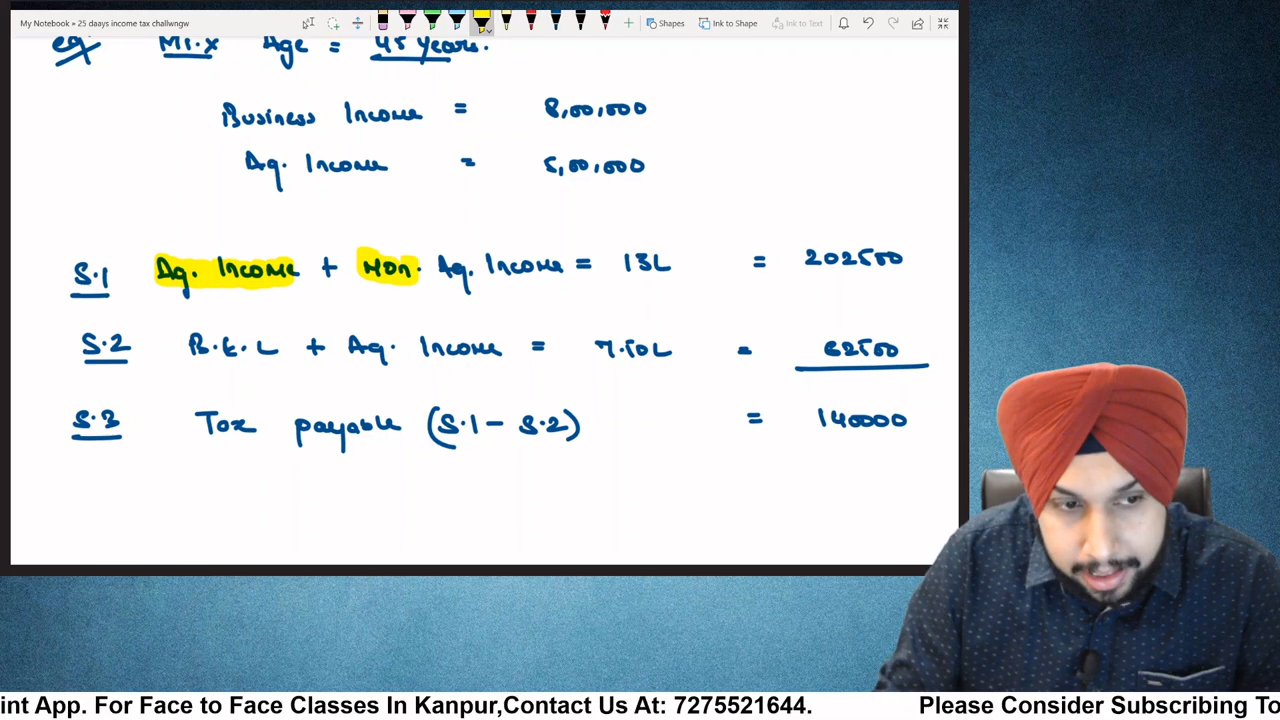 My Notebook » 25 daays income tax challwngw
Shapes Ink to Shape Ink to Text
eg Mr.X Age = 45 years.
Business Income = 8,00,000
Ag. Income = 5,00,000
S.1 Ag. Income + Non. Ag. Income = 13L = 202500
S.2 B.E.L + Ag. Income = 7.50L = 62500
S.3 Tax payable (S.1 - S.2) = 140000
int App. For Face to Face Classes In Kanpur,Contact Us At: 7275521644. Please Consider Subscribing To